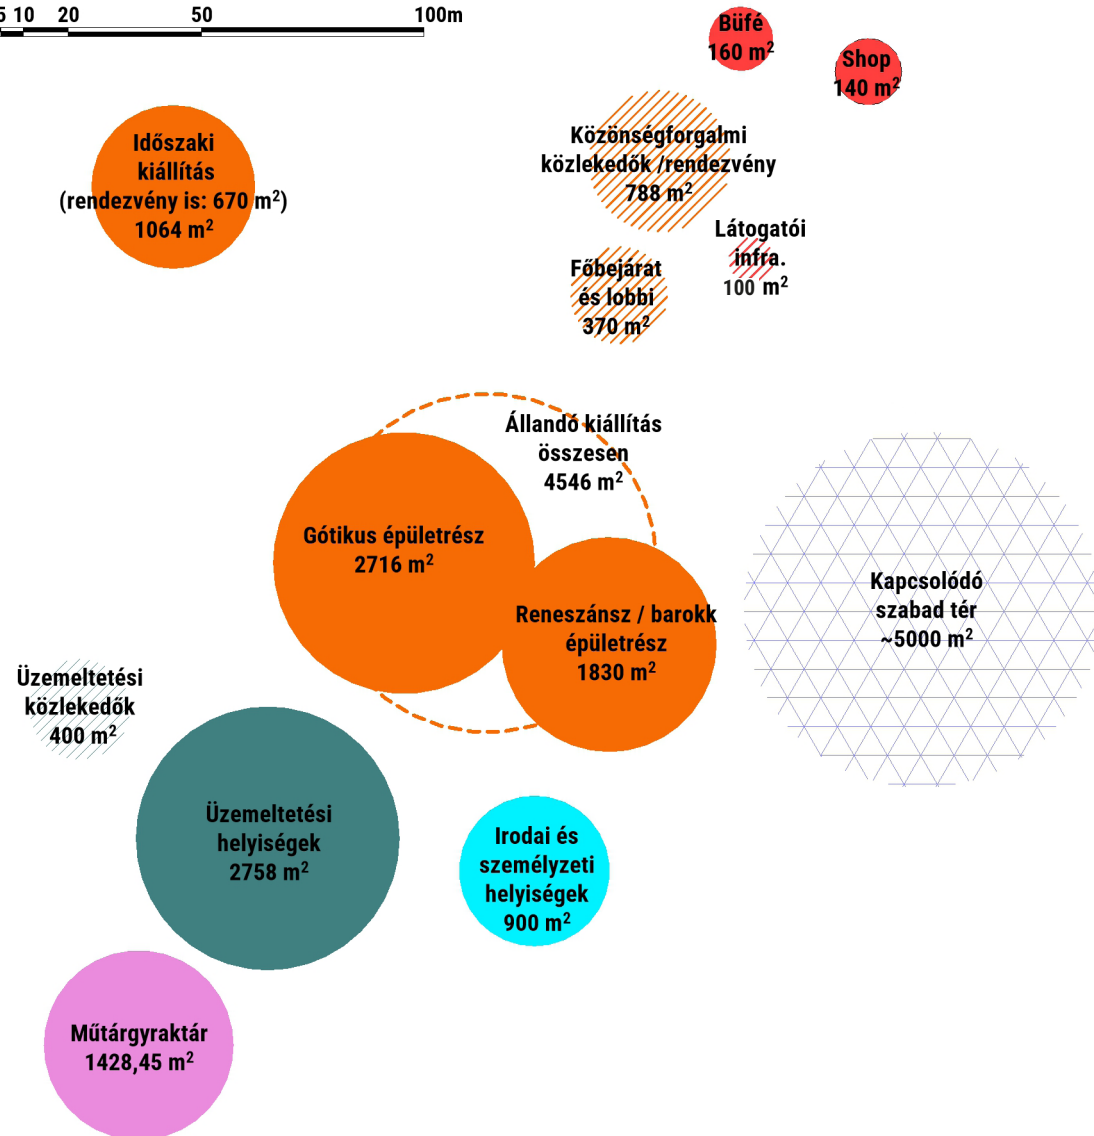 5 10 20 50 100m
Büfé
160 m²
Shop
140 m²
Időszaki
kiállítás
(rendezvény is: 670 m²)
1064 m²
Közönségforgalmi
közlekedők /rendezvény
788 m²
Látogatói
infra.
100 m²
Főbejárat
és lobbi
370 m²
Állandó kiállítás
összesen
4546 m²
Gótikus épületrész
2716 m²
Reneszánsz / barokk
épületrész
1830 m²
Kapcsolódó
szabad tér
~5000 m²
Üzemeltetési
közlekedők
400 m²
Üzemeltetési
helyiségek
2758 m²
Irodai és
személyzeti
helyiségek
900 m²
Műtárgyraktár
1428,45 m²